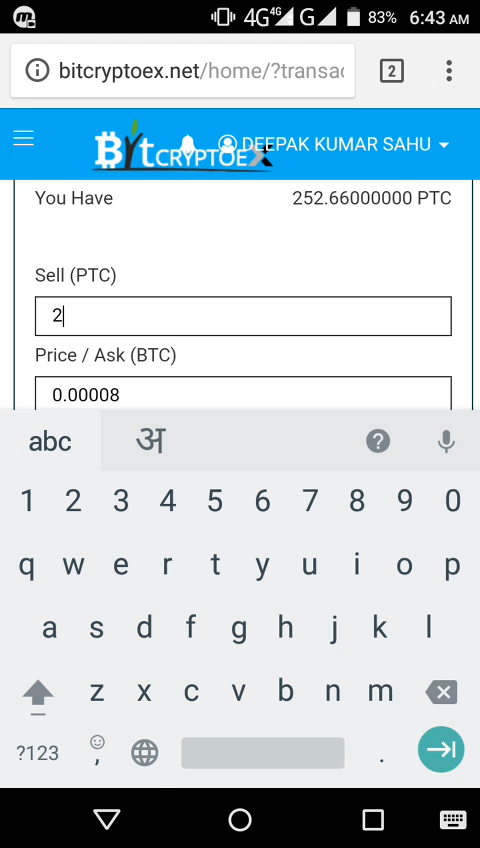 4G 4G G 83% 6:43 AM
bitcryptoex.net/home/?transac 2
BitCRYPTOEX DEEPAK KUMAR SAHU
You Have 252.66000000 PTC
Sell (PTC)
2
Price / Ask (BTC)
0.00008
abc अ ?
1 2 3 4 5 6 7 8 9 0
q w e r t y u i o p
a s d f g h j k l
z x c v b n m
?123 , .